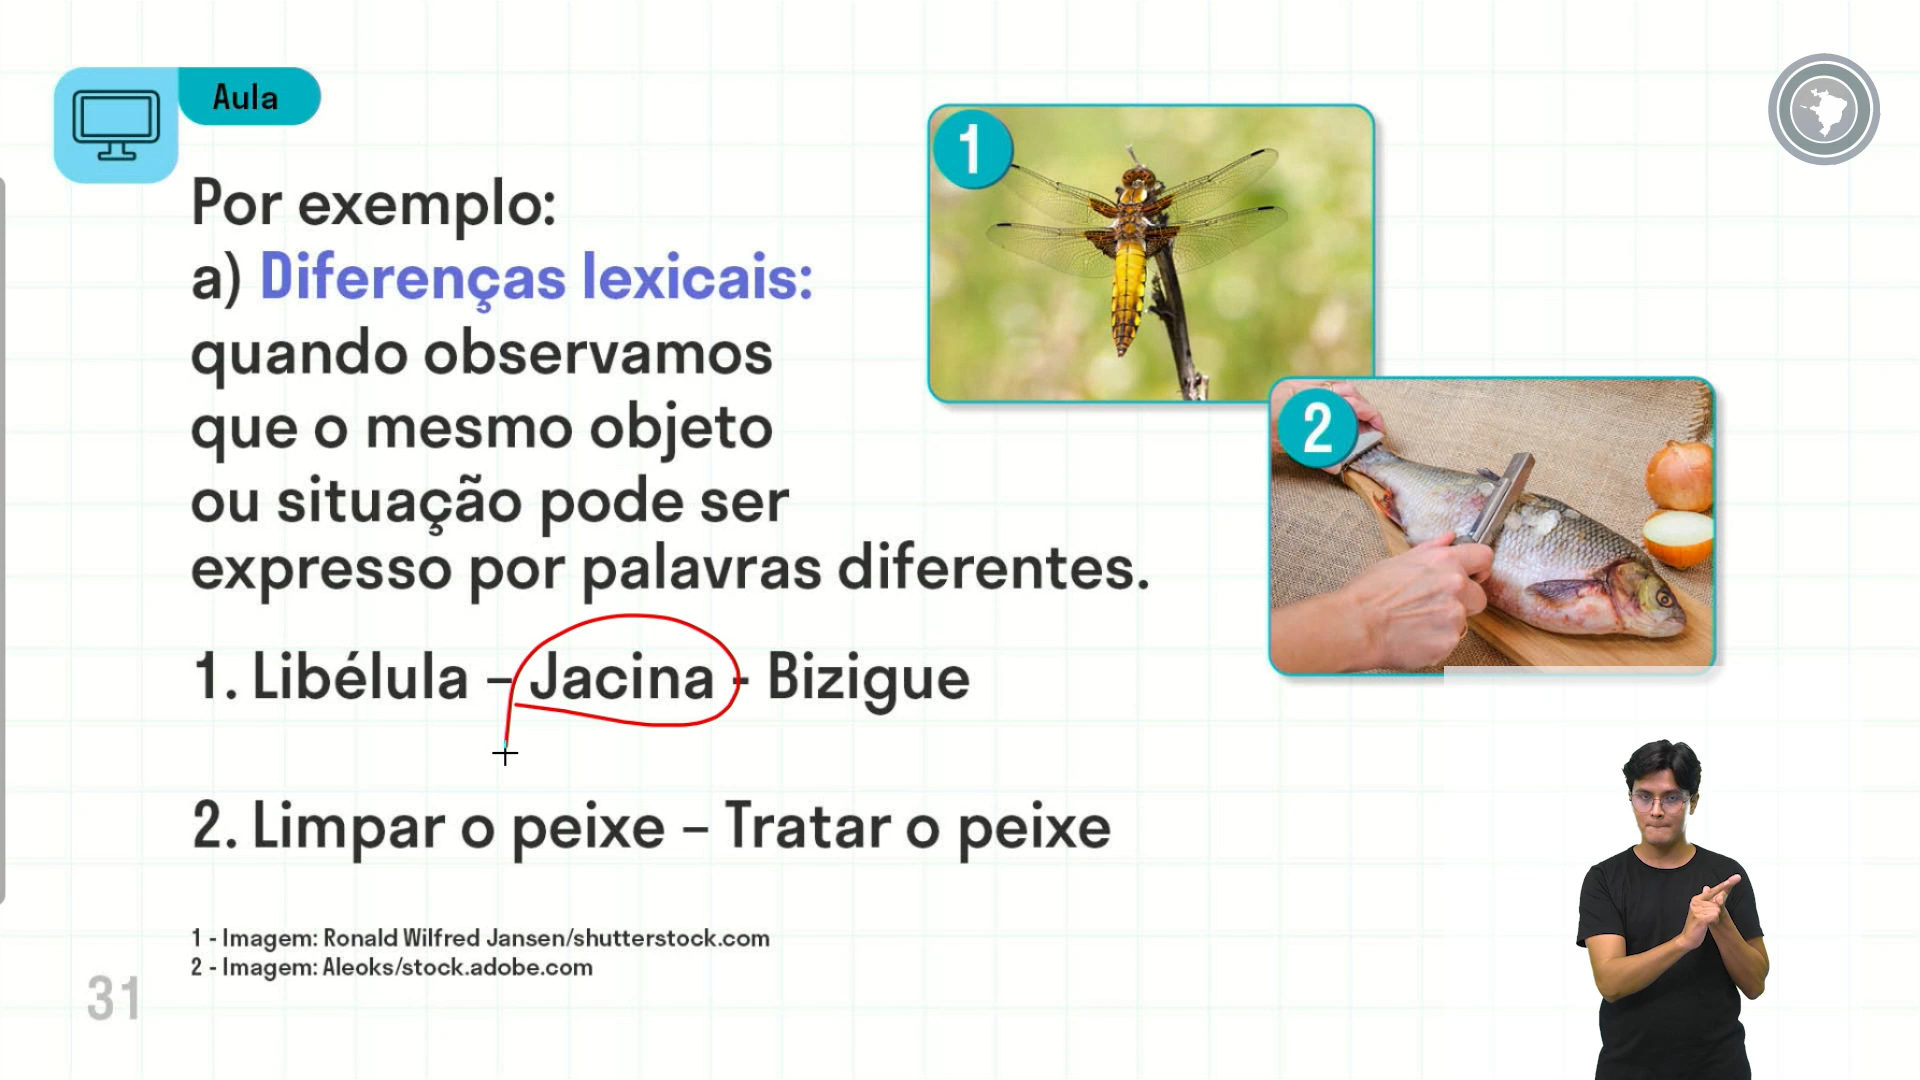 Aula
Por exemplo:
a) Diferenças lexicais:
quando observamos
que o mesmo objeto
ou situação pode ser
expresso por palavras diferentes.
1. Libélula – Jacina - Bizigue
2. Limpar o peixe – Tratar o peixe
1
2
1 - Imagem: Ronald Wilfred Jansen/shutterstock.com
2 - Imagem: Aleoks/stock.adobe.com
31